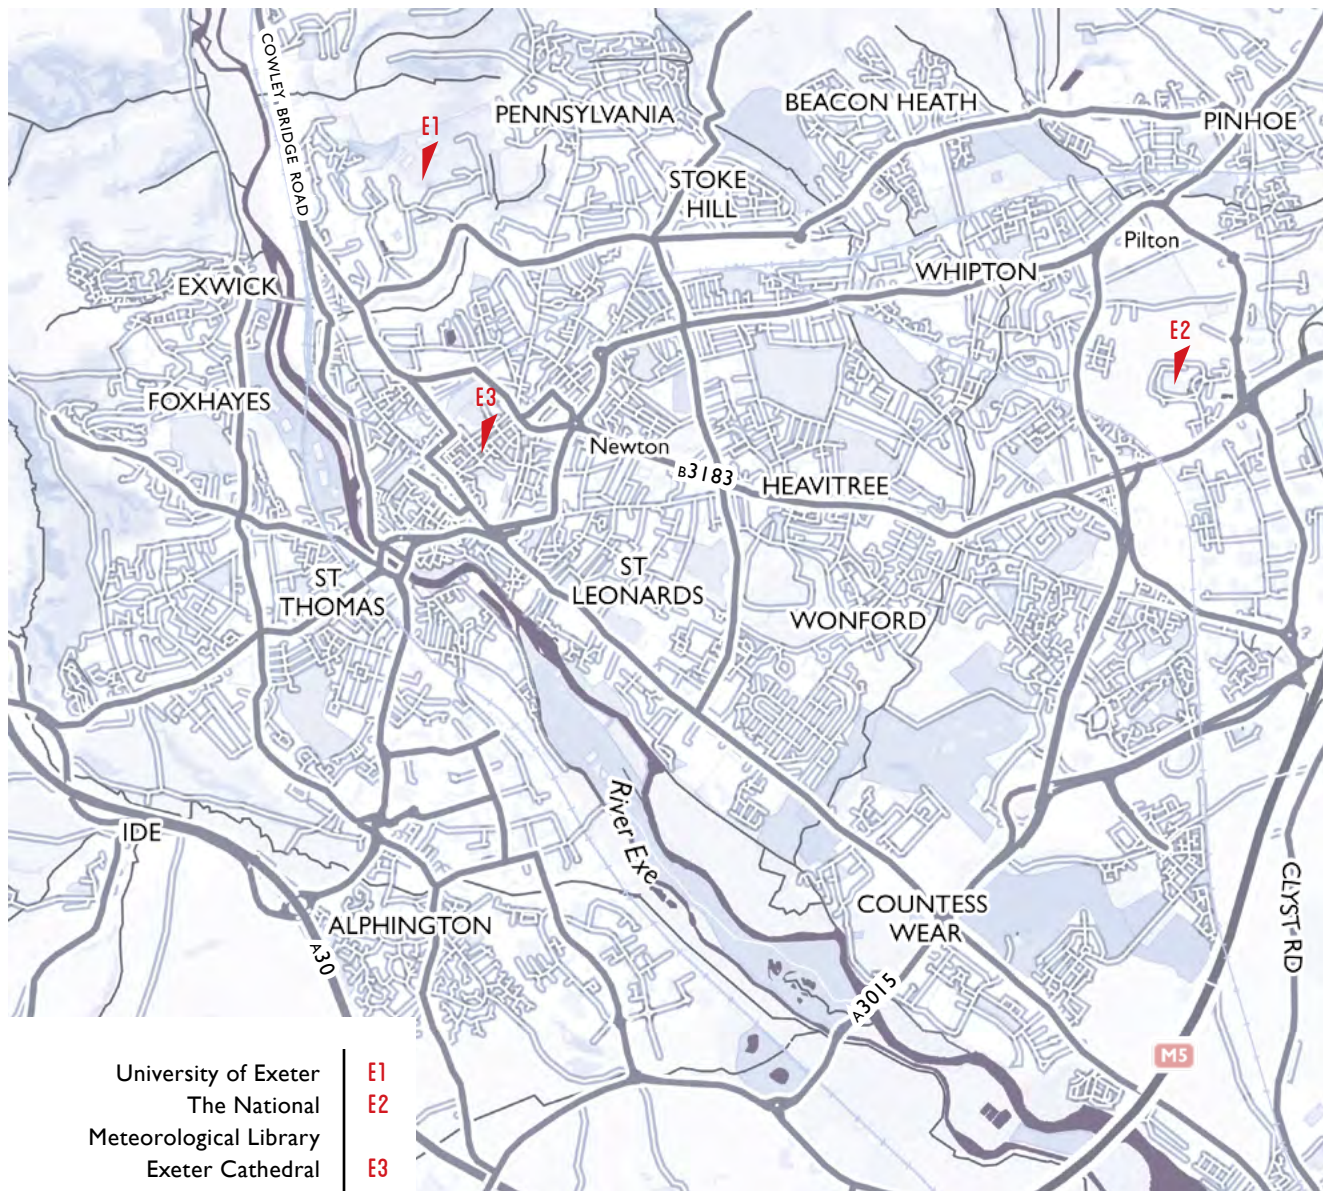 COWLEY BRIDGE ROAD
PENNSYLVANIA
BEACON HEATH
PINHOE
E1
STOKE
HILL
Pilton
WHIPTON
EXWICK
E2
FOXHAYES
E3
Newton
B3183
HEAVITREE
ST
THOMAS
ST
LEONARDS
WONFORD
River Exe
IDE
COUNTESS
WEAR
CLYST RD
ALPHINGTON
A30
A3015
M5
University of Exeter E1
The National E2
Meteorological Library
Exeter Cathedral E3